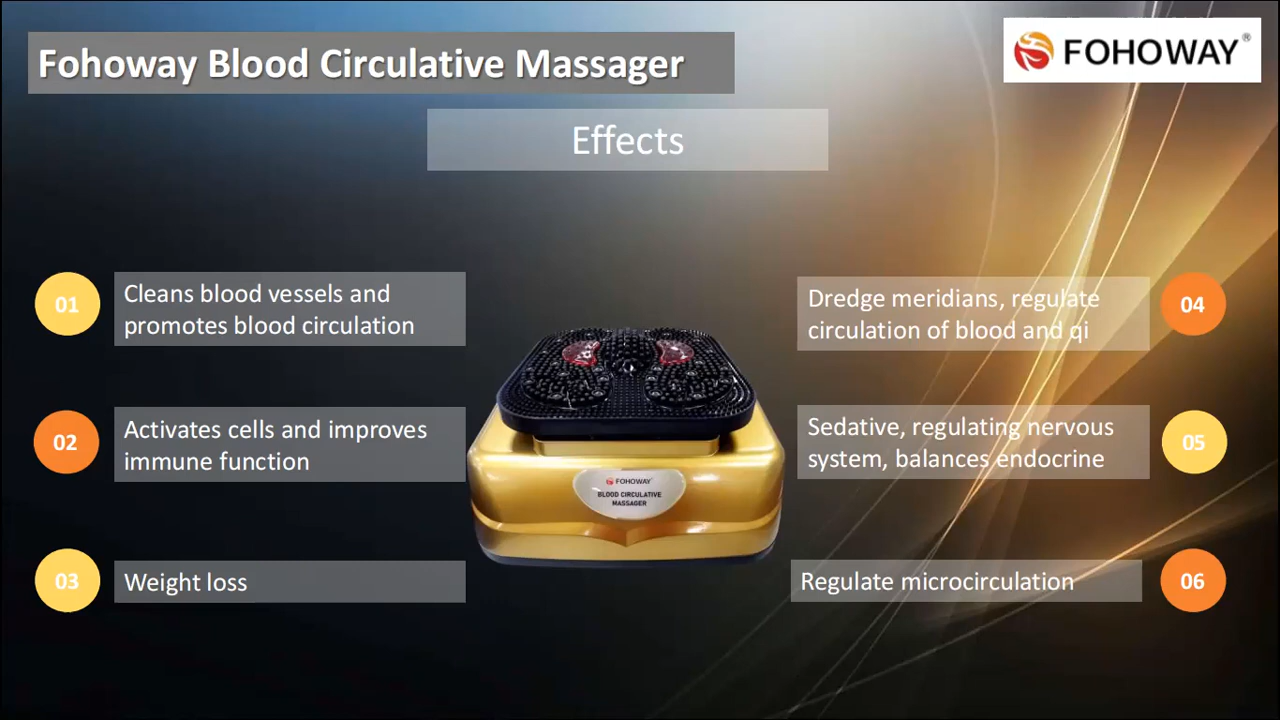 Fohoway Blood Circulative Massager
FOHOWAY®
Effects
01
Cleans blood vessels and
promotes blood circulation
02
Activates cells and improves
immune function
03
Weight loss
FOHOWAY
BLOOD CIRCULATIVE
MASSAGER
Dredge meridians, regulate
circulation of blood and qi
04
Sedative, regulating nervous
system, balances endocrine
05
Regulate microcirculation
06